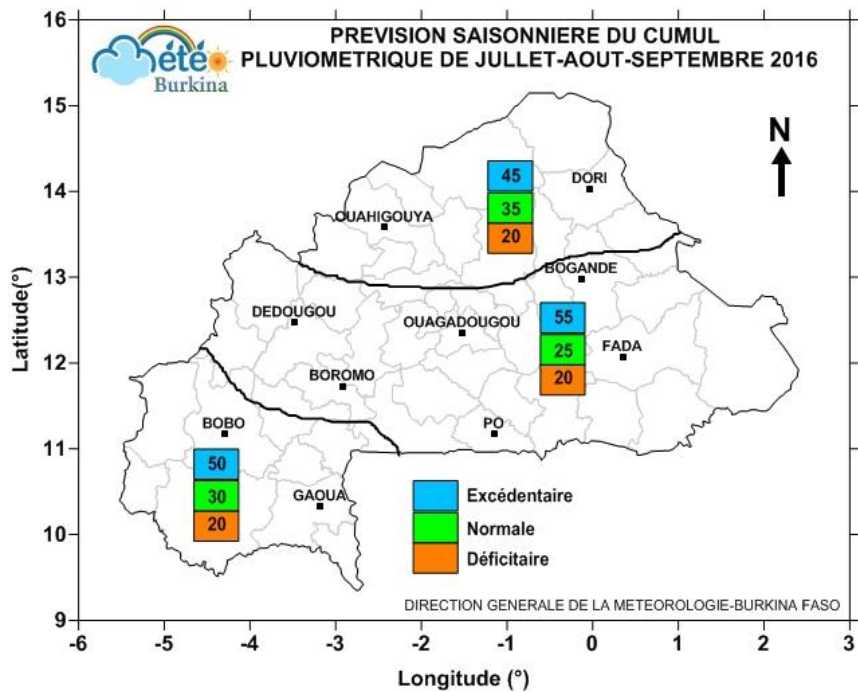 PREVISION SAISONNIERE DU CUMUL
PLUVIOMETRIQUE DE JULLET-AOUT-SEPTEMBRE 2016
Météo
Burkina
N
16
15
14
13
12
11
10
9
Latitude(°)
DORI
45
35
20
OUAHIGOUYA
BOGANDE
DEDOUGOU
OUAGADOUGOU
55
25
20
FADA
BOROMO
BOBO
PO
50
30
20
GAOUA
Excédentaire
Normale
Déficitaire
DIRECTION GENERALE DE LA METEOROLOGIE-BURKINA FASO
-6 -5 -4 -3 -2 -1 0 1 2 3
Longitude (°)